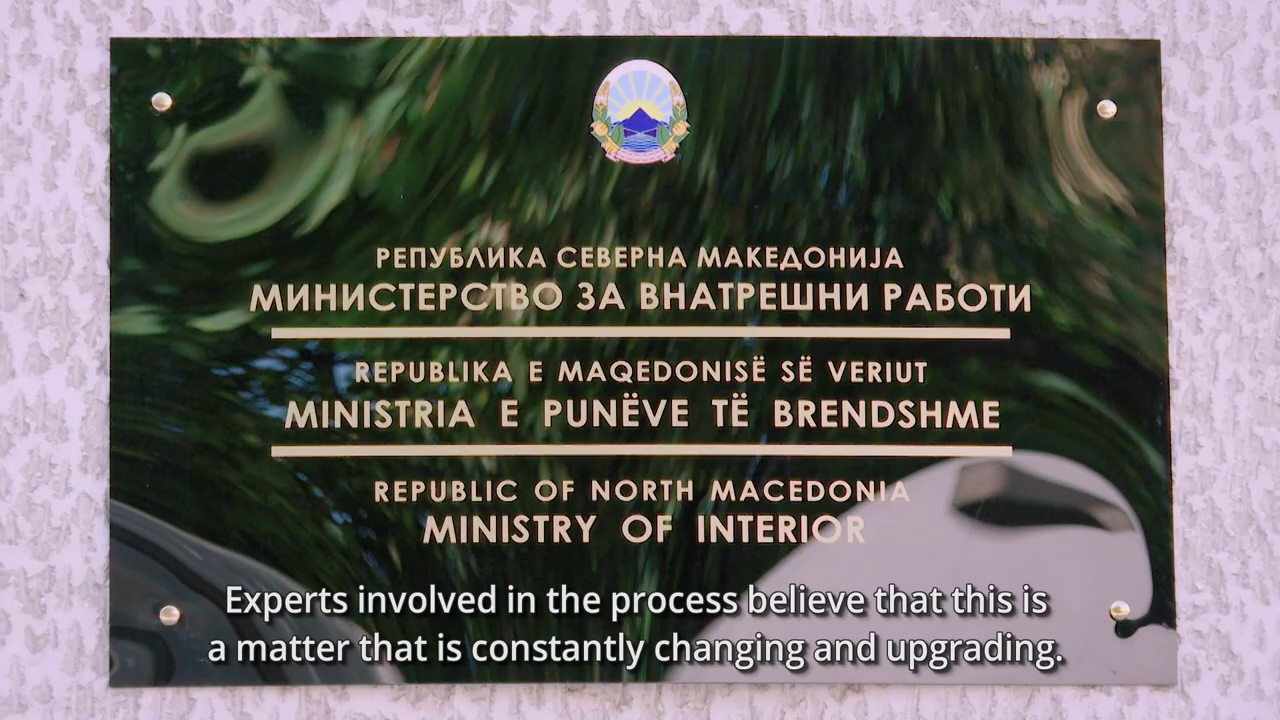 РЕПУБЛИКА СЕВЕРНА МАКЕДОНИЈА
МИНИСТЕРСТВО ЗА ВНАТРЕШНИ РАБОТИ
REPUBLIKA E MAQEDONISË SË VERIUT
MINISTRIA E PUNËVE TË BRENDSHME
REPUBLIC OF NORTH MACEDONIA
MINISTRY OF INTERIOR
Experts involved in the process believe that this is
a matter that is constantly changing and upgrading.